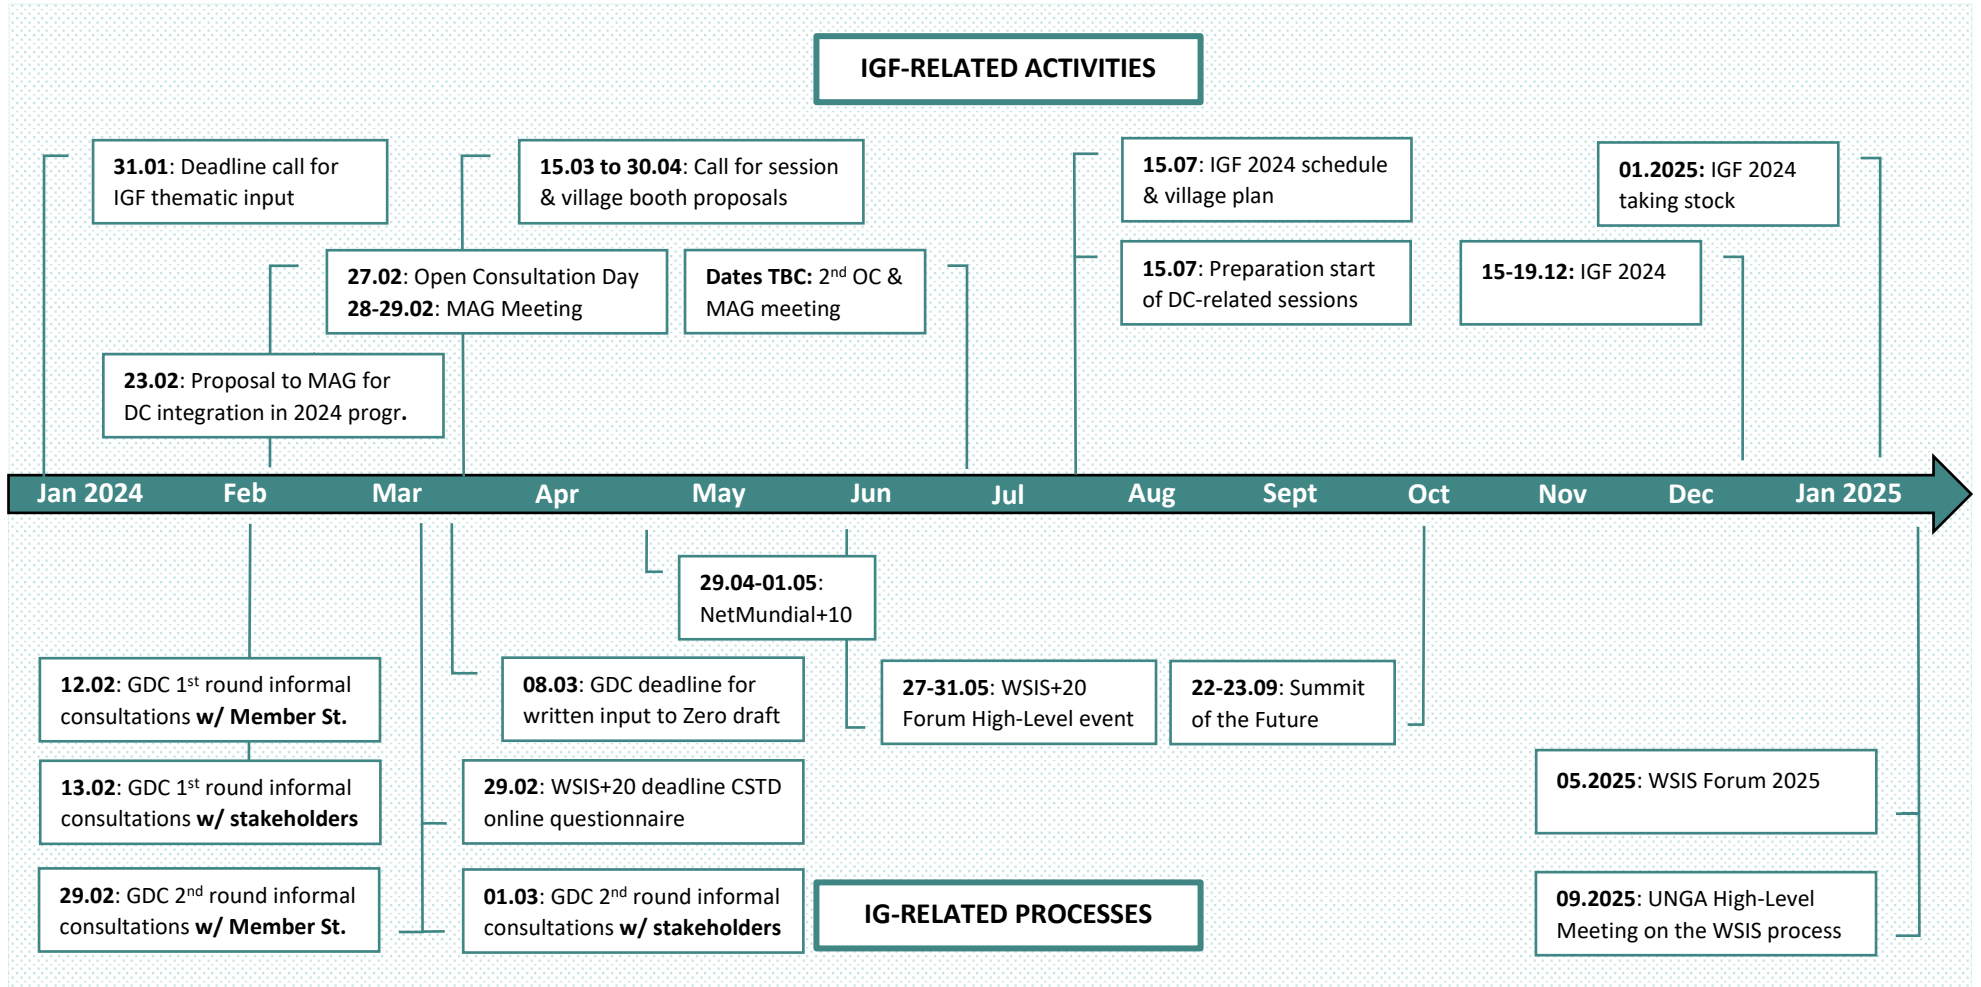 IGF-RELATED ACTIVITIES
31.01: Deadline call for
IGF thematic input
15.03 to 30.04: Call for session
& village booth proposals
15.07: IGF 2024 schedule
& village plan
01.2025: IGF 2024
taking stock
27.02: Open Consultation Day
28-29.02: MAG Meeting
Dates TBC: 2nd OC &
MAG meeting
15.07: Preparation start
of DC-related sessions
15-19.12: IGF 2024
23.02: Proposal to MAG for
DC integration in 2024 progr.
Jan 2024 Feb Mar Apr May Jun Jul Aug Sept Oct Nov Dec Jan 2025
29.04-01.05:
NetMundial+10
12.02: GDC 1st round informal
consultations w/ Member St.
08.03: GDC deadline for
written input to Zero draft
27-31.05: WSIS+20
Forum High-Level event
22-23.09: Summit
of the Future
13.02: GDC 1st round informal
consultations w/ stakeholders
29.02: WSIS+20 deadline CSTD
online questionnaire
05.2025: WSIS Forum 2025
29.02: GDC 2nd round informal
consultations w/ Member St.
01.03: GDC 2nd round informal
consultations w/ stakeholders
IG-RELATED PROCESSES
09.2025: UNGA High-Level
Meeting on the WSIS process